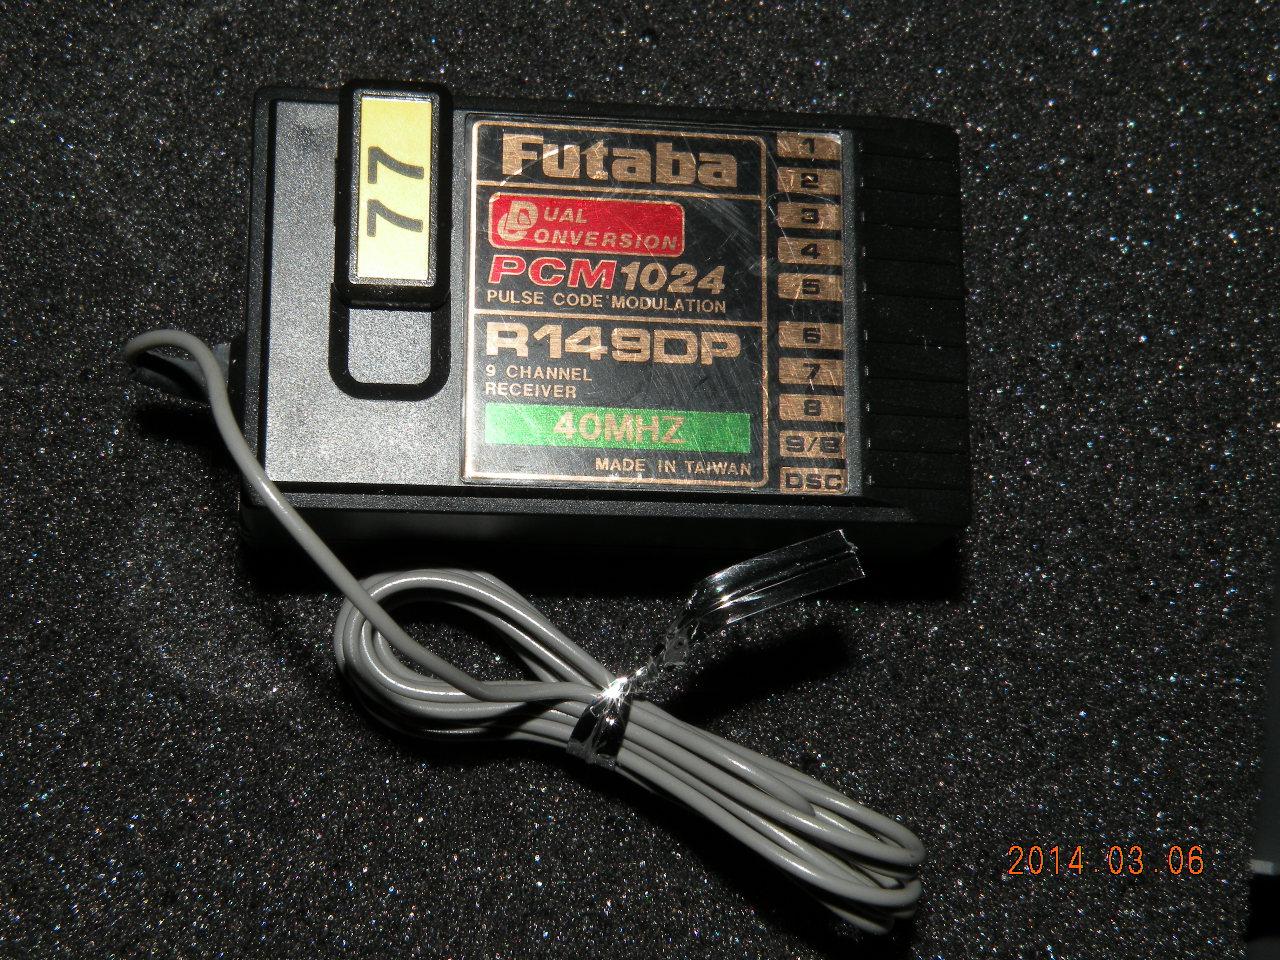 77
Futaba
DUAL
CONVERSION
PCM1024
PULSE CODE MODULATION
R149DP
9 CHANNEL
RECEIVER
40MHZ
MADE IN TAIWAN
1
2
3
4
5
6
7
8
9/B
DSC
2014.03.06